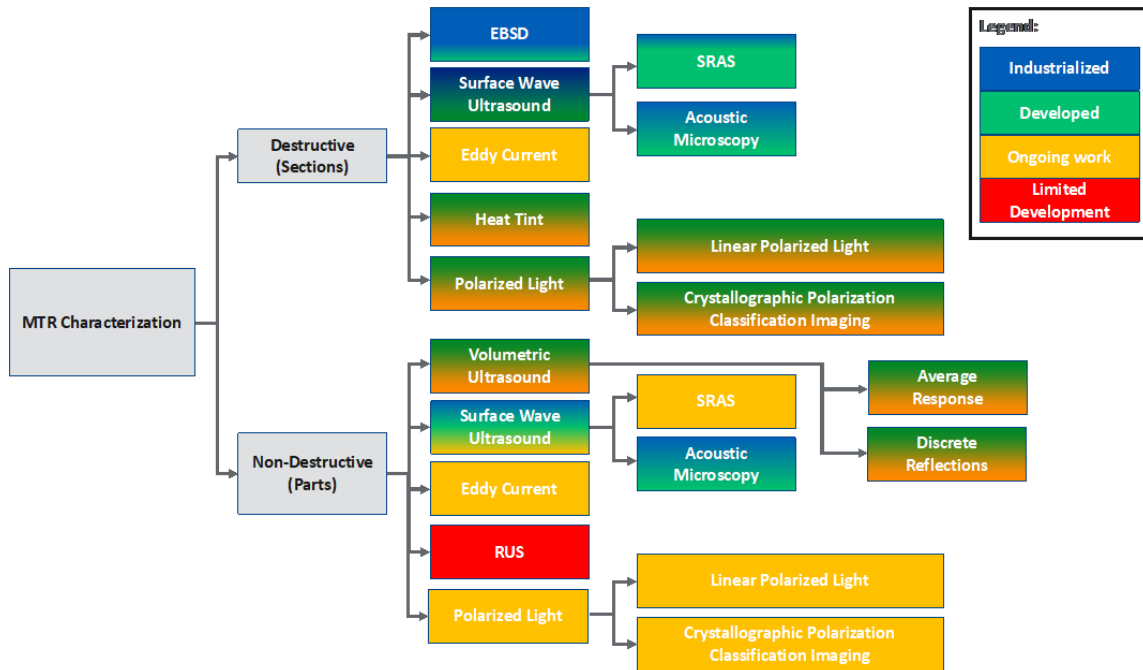 MTR Characterization
Destructive
(Sections)
EBSD
Surface Wave
Ultrasound
SRAS
Acoustic
Microscopy
Eddy Current
Heat Tint
Polarized Light
Linear Polarized Light
Crystallographic Polarization
Classification Imaging
Non-Destructive
(Parts)
Volumetric
Ultrasound
Average
Response
Discrete
Reflections
Surface Wave
Ultrasound
SRAS
Acoustic
Microscopy
Eddy Current
RUS
Polarized Light
Linear Polarized Light
Crystallographic Polarization
Classification Imaging
Legend:
Industrialized
Developed
Ongoing work
Limited
Development